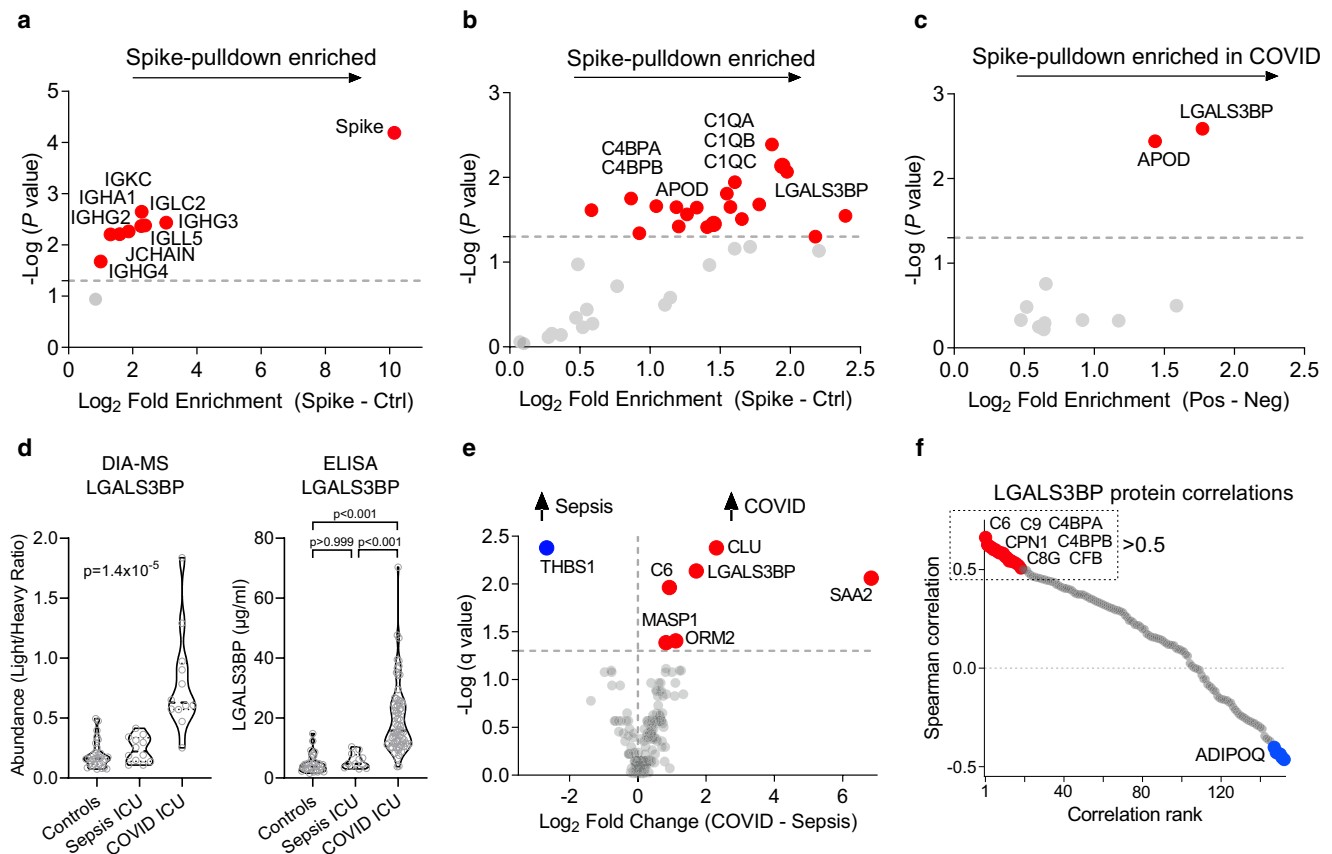 a
Spike-pulldown enriched
5
4
3
2
1
0
-Log (P value)
Spike
IGKC
IGHA1
IGLC2
IGHG2
IGHG3
IGLL5
JCHAIN
IGHG4
0 2 4 6 8 10
Log2 Fold Enrichment (Spike - Ctrl)
b
Spike-pulldown enriched
3
2
1
0
-Log (P value)
C1QA
C1QB
C1QC
C4BPA
C4BPB
APOD
LGALS3BP
0.0 0.5 1.0 1.5 2.0 2.5
Log2 Fold Enrichment (Spike - Ctrl)
c
Spike-pulldown enriched in COVID
3
2
1
0
-Log (P value)
LGALS3BP
APOD
0.0 0.5 1.0 1.5 2.0 2.5
Log2 Fold Enrichment (Pos - Neg)
d
DIA-MS
LGALS3BP
2.0
1.5
1.0
0.5
0.0
Abundance (Light/Heavy Ratio)
p=1.4x10-5
Controls
Sepsis ICU
COVID ICU
ELISA
LGALS3BP
p<0.001
p>0.999
p<0.001
80
60
40
20
0
LGALS3BP (µg/ml)
Controls
Sepsis ICU
COVID ICU
e
Sepsis
COVID
2.5
2.0
1.5
1.0
0.5
0.0
-Log (q value)
THBS1
CLU
C6
LGALS3BP
SAA2
MASP1
ORM2
-2 0 2 4 6
Log2 Fold Change (COVID - Sepsis)
f
LGALS3BP protein correlations
C6 C9 C4BPA
CPN1 C4BPB
C8G CFB
>0.5
0.5
0.0
-0.5
Spearman correlation
ADIPOQ
1 40 80 120
Correlation rank